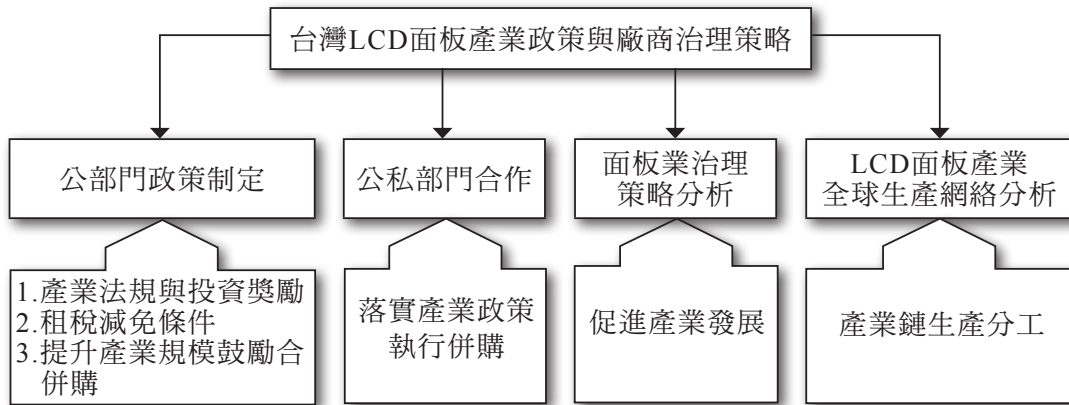 台灣LCD面板產業政策與廠商治理策略
公部門政策制定
公私部門合作
面板業治理
策略分析
LCD面板產業
全球生產網絡分析
1.產業法規與投資獎勵
2.租稅減免條件
3.提升產業規模鼓勵合
併購
落實產業政策
執行併購
促進產業發展
產業鏈生產分工